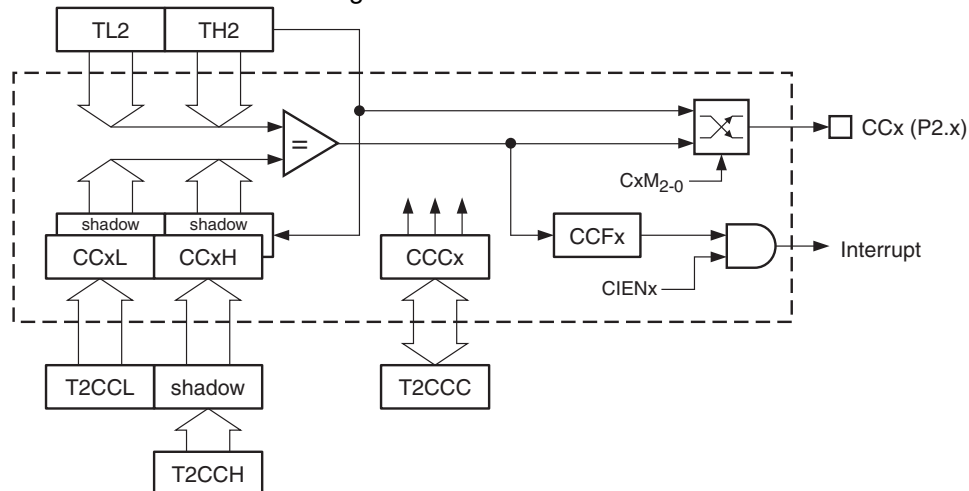 TL2 TH2
=
CCx (P2.x)
CxM2-0
shadow shadow
CCxL CCxH
CCCx
CCFx
Interrupt
CIENx
T2CCL shadow
T2CCC
T2CCH